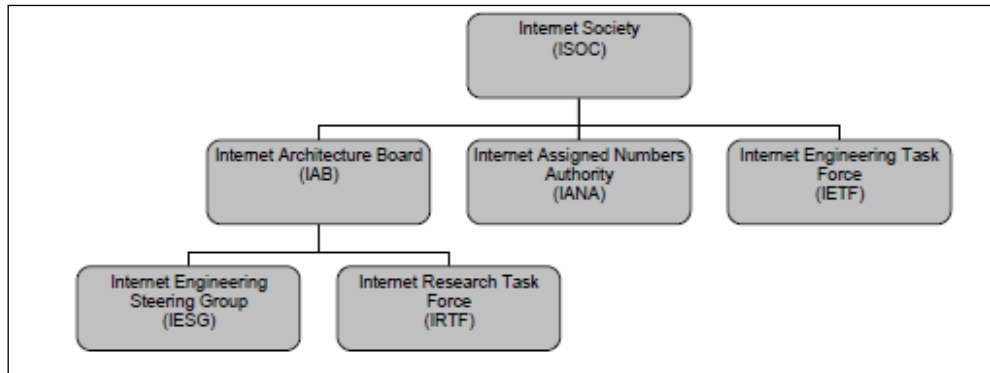 Internet Society
(ISOC)
Internet Architecture Board
(IAB)
Internet Assigned Numbers
Authority
(IANA)
Internet Engineering Task
Force
(IETF)
Internet Engineering
Steering Group
(IESG)
Internet Research Task
Force
(IRTF)